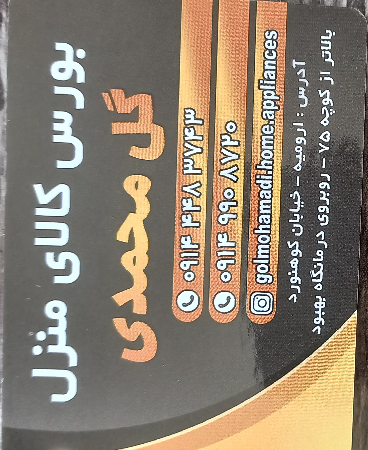 بورس کالای منزل
گل محمدی
۰۹۱۴ ۴۴۸ ۳۷۴۳
۰۹۱۴ ۹۹۰ ۸۷۲۰
golmohamadi.home.appliances
آدرس : ارومیه - خیابان کوهنورد
بالاتر از کوچه ۷۵ - روبروی درمانگاه بهبود